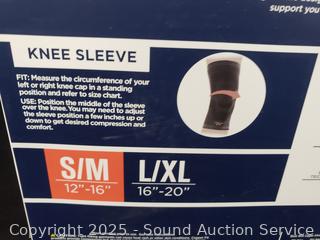 support you
KNEE SLEEVE
FIT: Measure the circumference of your
left or right knee cap in a standing
position and refer to size chart.
USE: Position the middle of the sleeve
over the knee. You may need to adjust
the sleeve position a few inches up or
down to get desired compression and
comfort.
S/M
12"-16"
L/XL
16"-20"
Copyright 2025 - Sound Auction Service